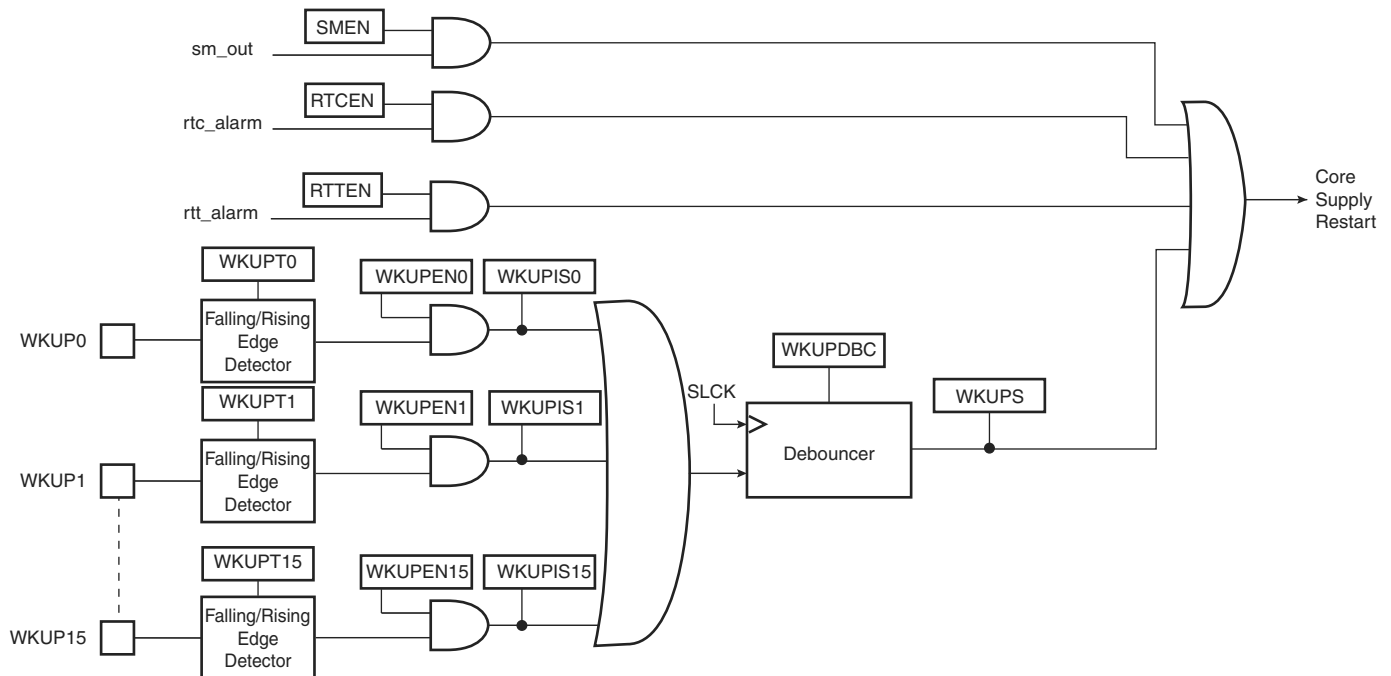 SMEN
sm_out
RTCEN
rtc_alarm
RTTEN
rtt_alarm
Core
Supply
Restart
WKUPT0
WKUPEN0
WKUPIS0
WKUP0
Falling/Rising
Edge
Detector
WKUPDBC
WKUPT1
WKUPEN1
WKUPIS1
SLCK
WKUPS
WKUP1
Falling/Rising
Edge
Detector
Debouncer
WKUPT15
WKUPEN15
WKUPIS15
WKUP15
Falling/Rising
Edge
Detector